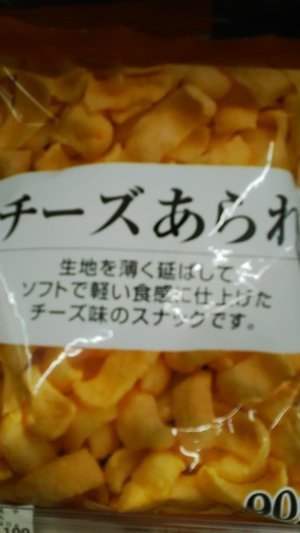 チーズあられ
生地を薄く延ばして、
ソフトで軽い食感に仕上げた
チーズ味のスナックです。
90
100